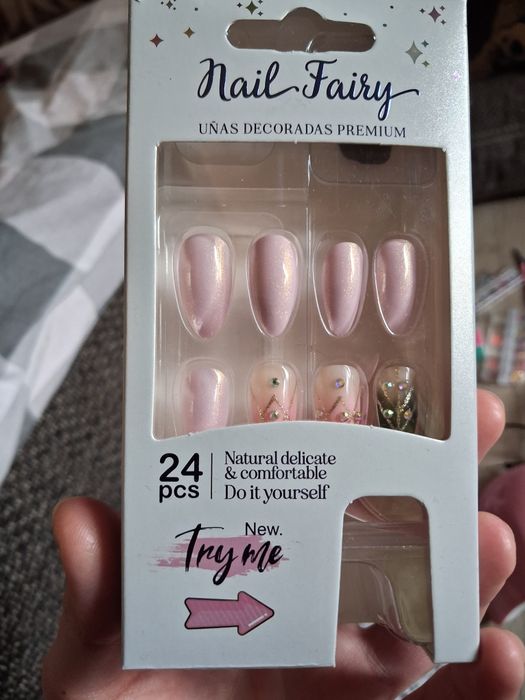 Nail Fairy
UÑAS DECORADAS PREMIUM
24
pcs
Natural delicate
& comfortable
Do it yourself
New.
Try me